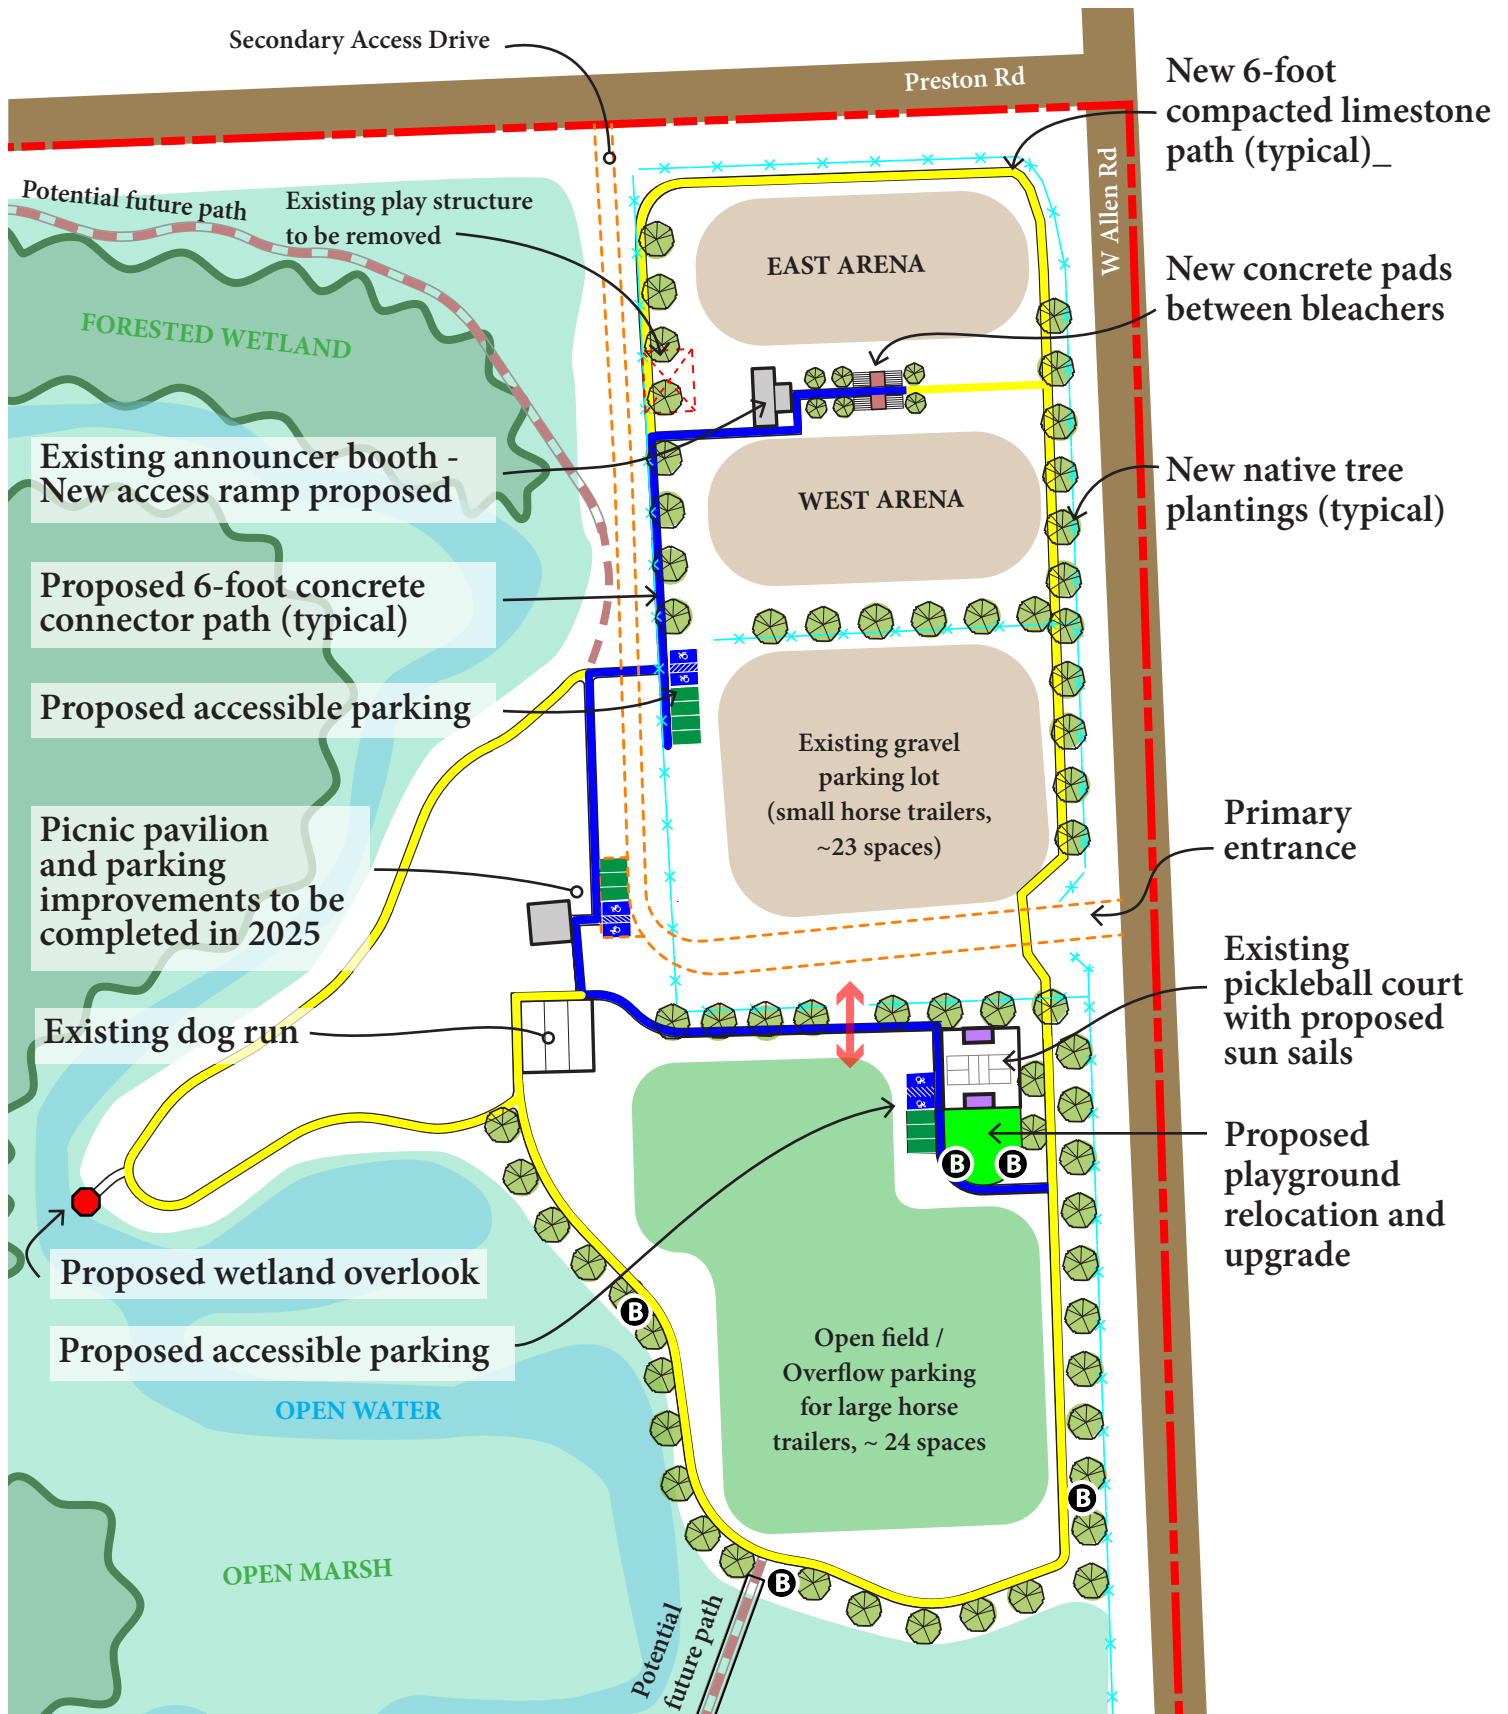 Secondary Access Drive
Preston Rd
New 6-foot
compacted limestone
path (typical)_
W Allen Rd
Potential future path
Existing play structure
to be removed
EAST ARENA
New concrete pads
between bleachers
FORESTED WETLAND
Existing announcer booth -
New access ramp proposed
WEST ARENA
New native tree
plantings (typical)
Proposed 6-foot concrete
connector path (typical)
Proposed accessible parking
Existing gravel
parking lot
(small horse trailers,
~23 spaces)
Picnic pavilion
and parking
improvements to be
completed in 2025
Primary
entrance
Existing
pickleball court
with proposed
sun sails
Existing dog run
Proposed
playground
relocation and
upgrade
B
B
Proposed wetland overlook
B
Proposed accessible parking
Open field /
Overflow parking
for large horse
trailers, ~ 24 spaces
OPEN WATER
B
OPEN MARSH
B
Potential
future path